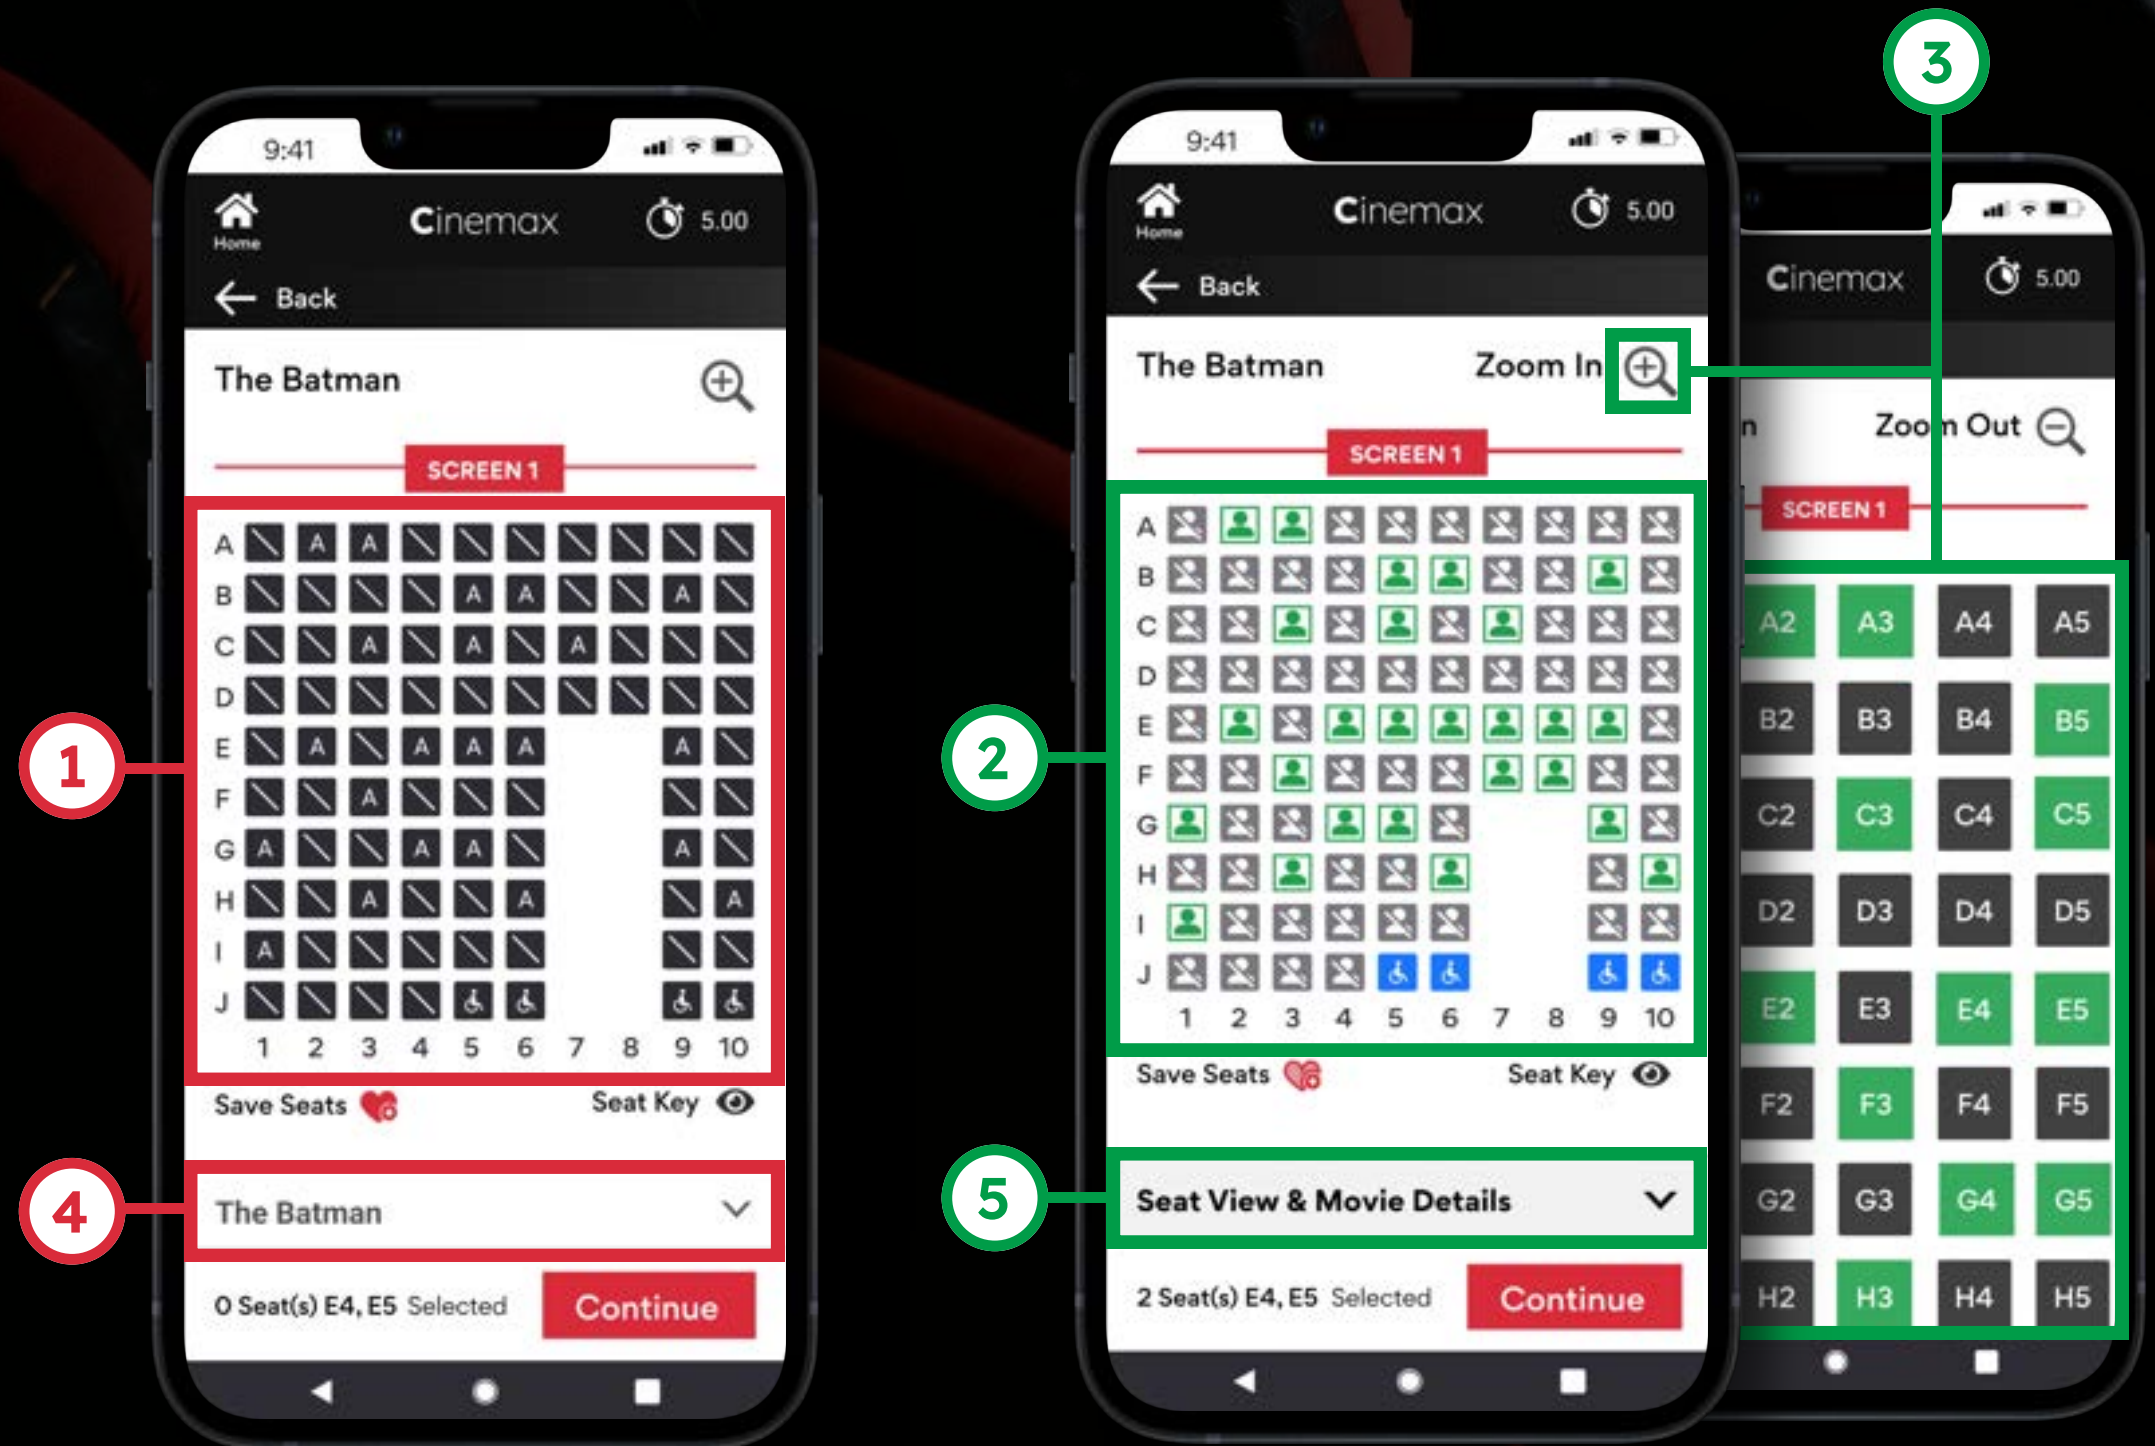 3
9:41
Home
Cinemax
5.00
Back
The Batman
SCREEN 1
1
A A A
B A A A
C A A A
D
E A A A A A
F A
G A A A A
H A A A
I A
J
1 2 3 4 5 6 7 8 9 10
Save Seats
Seat Key
4
The Batman
0 Seat(s) E4, E5 Selected
Continue
9:41
Home
Cinemax
5.00
Back
The Batman
Zoom In
SCREEN 1
2
A
B
C
D
E
F
G
H
I
J
1 2 3 4 5 6 7 8 9 10
Save Seats
Seat Key
5
Seat View & Movie Details
2 Seat(s) E4, E5 Selected
Continue
Cinemax
5.00
n
Zoom Out
SCREEN 1
A2 A3 A4 A5
B2 B3 B4 B5
C2 C3 C4 C5
D2 D3 D4 D5
E2 E3 E4 E5
F2 F3 F4 F5
G2 G3 G4 G5
H2 H3 H4 H5